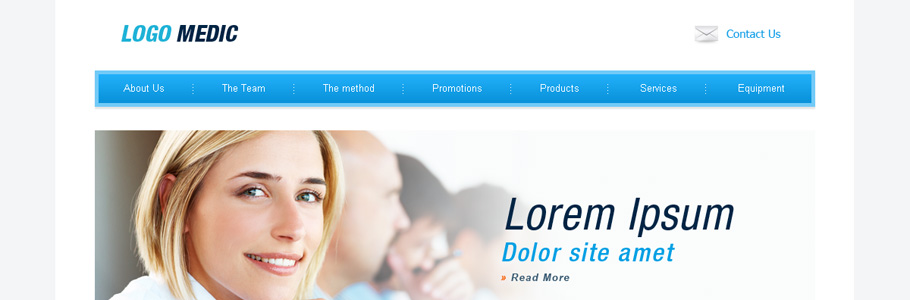 LOGO MEDIC
Contact Us
About Us
The Team
The method
Promotions
Products
Services
Equipment
Lorem Ipsum
Dolor site amet
» Read More